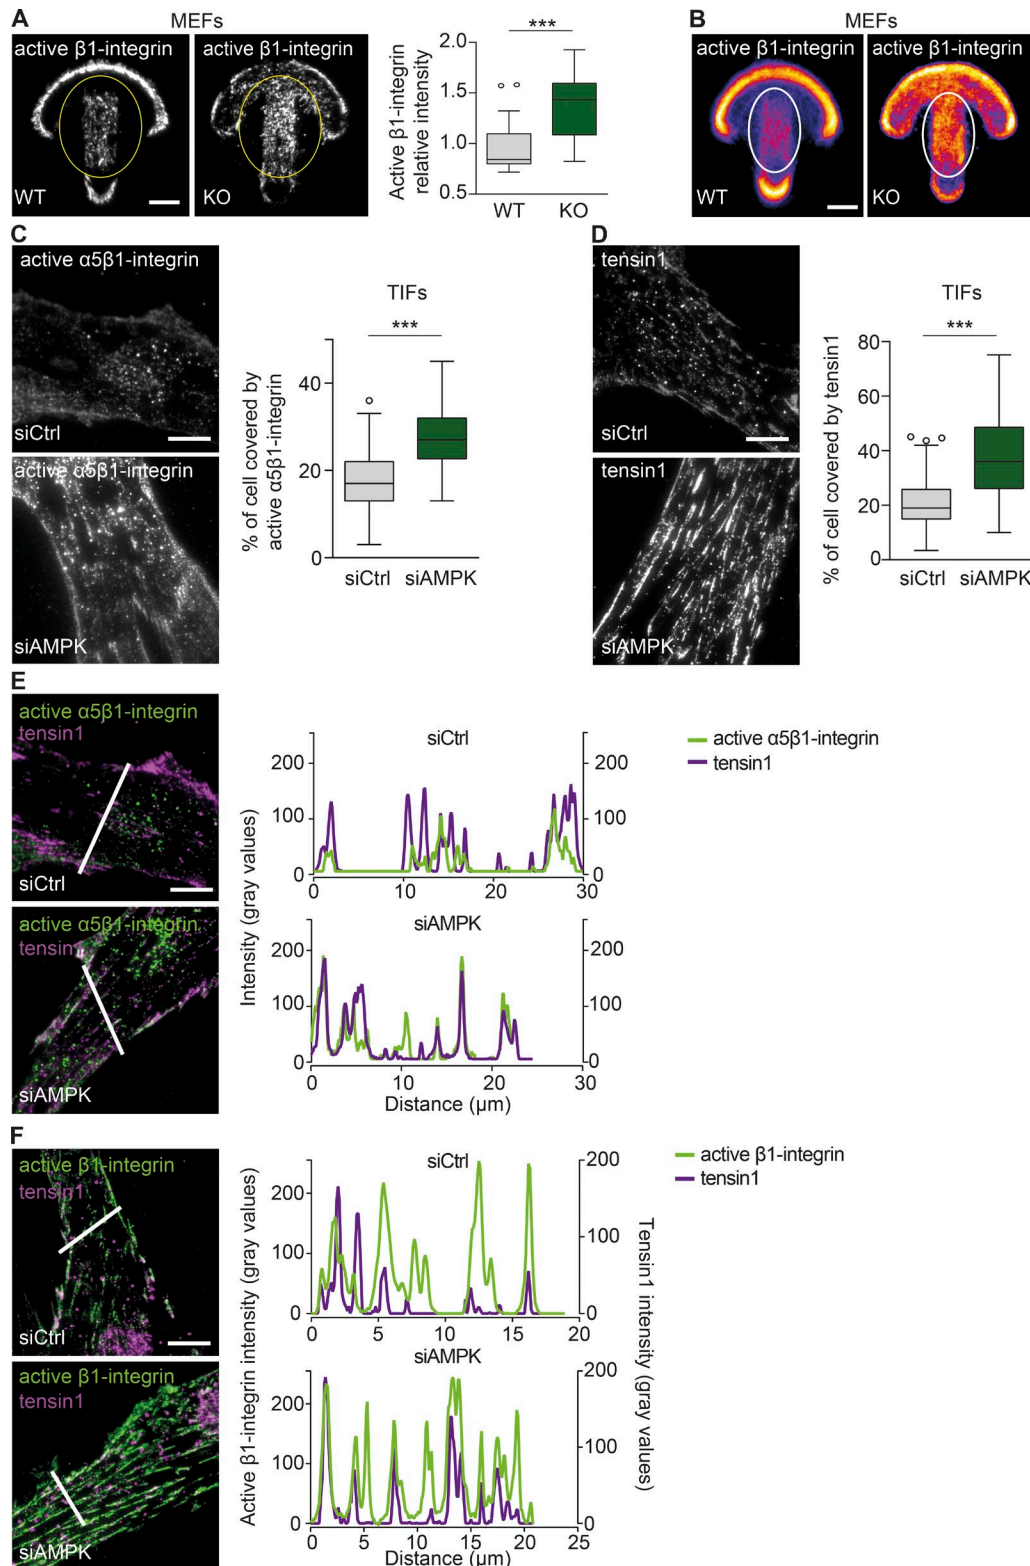 A
MEFs
active β1-integrin
WT
active β1-integrin
KO
Active β1-integrin
relative intensity
***
2.0
1.5
1.0
0.5
WT KO
B
MEFs
active β1-integrin
WT
active β1-integrin
KO
C
active α5β1-integrin
siCtrl
active α5β1-integrin
siAMPK
TIFs
***
% of cell covered by
active α5β1-integrin
40
20
0
siCtrl siAMPK
D
tensin1
siCtrl
tensin1
siAMPK
TIFs
***
% of cell covered by tensin1
80
60
40
20
0
siCtrl siAMPK
E
active α5β1-integrin
tensin1
siCtrl
active α5β1-integrin
tensin1
siAMPK
Intensity (gray values)
siCtrl
200
100
0
200
100
0
0 10 20 30
siAMPK
200
100
0
200
100
0
0 10 20 30
Distance (μm)
active α5β1-integrin
tensin1
F
active β1-integrin
tensin1
siCtrl
active β1-integrin
tensin1
siAMPK
Active β1-integrin intensity (gray values)
siCtrl
200
100
0
200
100
0
0 5 10 15 20
siAMPK
200
100
0
200
100
0
0 5 10 15 20 25
Distance (μm)
Tensin1 intensity
(gray values)
active β1-integrin
tensin1